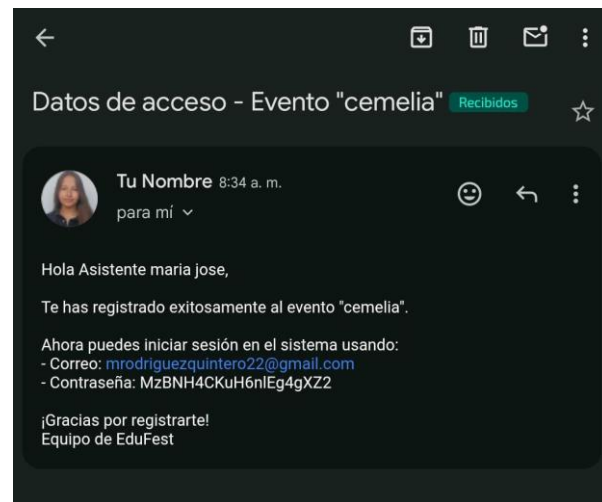 Datos de acceso - Evento "cemelia" Recibidos
Tu Nombre 8:34 a. m.
para mí
Hola Asistente maria jose,
Te has registrado exitosamente al evento "cemelia".
Ahora puedes iniciar sesión en el sistema usando:
- Correo: mrodriguezquintero22@gmail.com
- Contraseña: MzBNH4CKuH6nlEg4gXZ2
¡Gracias por registrarte!
Equipo de EduFest